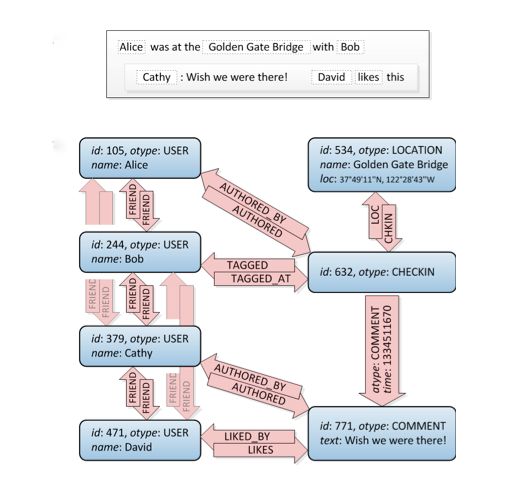 Alice was at the Golden Gate Bridge with Bob
Cathy : Wish we were there! David likes this
id: 105, otype: USER
name: Alice
id: 534, otype: LOCATION
name: Golden Gate Bridge
loc: 37°49'11"N, 122°28'43"W
FRIEND
FRIEND
AUTHORED_BY
AUTHORED
LOC
CHKIN
id: 244, otype: USER
name: Bob
TAGGED
TAGGED_AT
id: 632, otype: CHECKIN
FRIEND
FRIEND
FRIEND
FRIEND
otype: COMMENT
time: 1334511670
id: 379, otype: USER
name: Cathy
AUTHORED_BY
AUTHORED
FRIEND
FRIEND
FRIEND
FRIEND
id: 471, otype: USER
name: David
LIKED_BY
LIKES
id: 771, otype: COMMENT
text: Wish we were there!